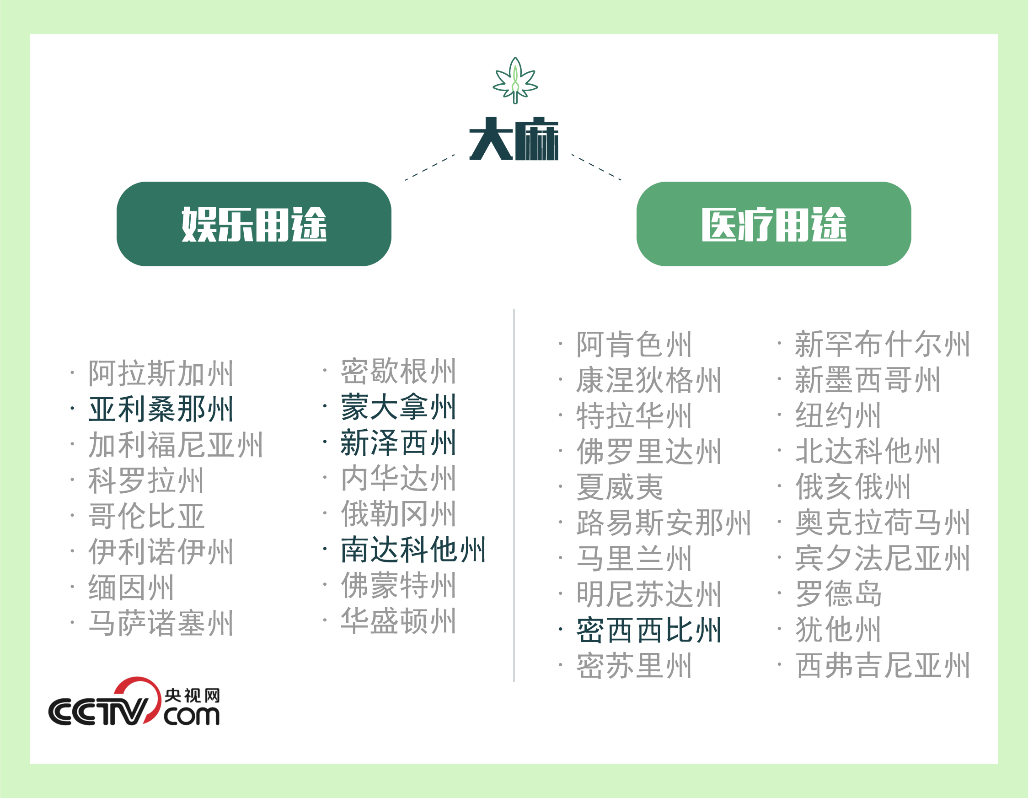 大麻
娱乐用途
· 阿拉斯加州
· 亚利桑那州
· 加利福尼亚州
· 科罗拉州
· 哥伦比亚
· 伊利诺伊州
· 缅因州
· 马萨诸塞州
· 密歇根州
· 蒙大拿州
· 新泽西州
· 内华达州
· 俄勒冈州
· 南达科他州
· 佛蒙特州
· 华盛顿州
医疗用途
· 阿肯色州
· 康涅狄格州
· 特拉华州
· 佛罗里达州
· 夏威夷
· 路易斯安那州
· 马里兰州
· 明尼苏达州
· 密西西比州
· 密苏里州
· 新罕布什尔州
· 新墨西哥州
· 纽约州
· 北达科他州
· 俄亥俄州
· 奥克拉荷马州
· 宾夕法尼亚州
· 罗德岛
· 犹他州
· 西弗吉尼亚州
CCTV.com 央视网